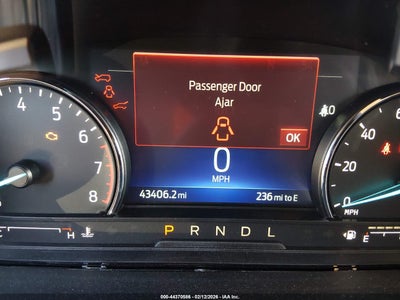 Passenger Door
Ajar
OK
0
MPH
43406.2 mi
236 mi to E
4
5
6
7
8
60
40
20
0
MPH
H
P R N D L
E
000-44370586 - 02/12/2026 - IAA Inc.